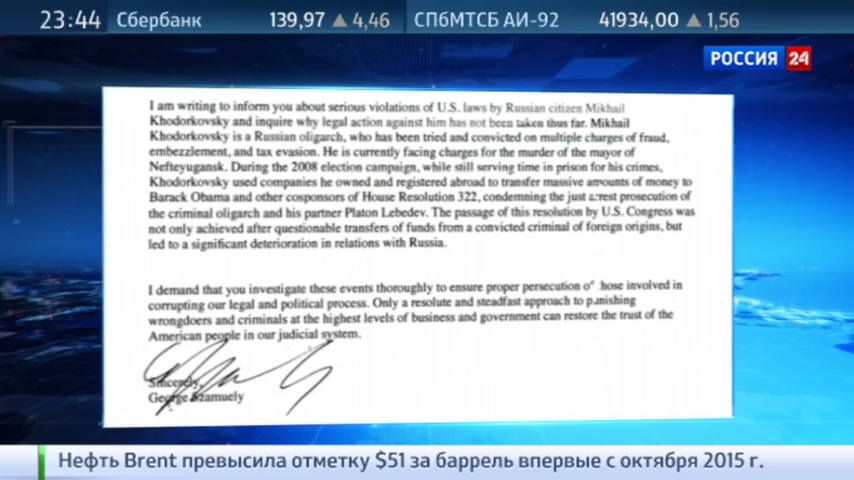 23:44 Сбербанк 139,97 ▲ 4,46 СПбМТСБ АИ-92 41934,00 ▲ 1,56
РОССИЯ 24
I am writing to inform you about serious violations of U.S. laws by Russian citizen Mikhail
Khodorkovsky and inquire why legal action against him has not been taken thus far. Mikhail
Khodorkovsky is a Russian oligarch, who has been tried and convicted on multiple charges of fraud,
embezzlement, and tax evasion. He is currently facing charges for the murder of the mayor of
Nefteyugansk. During the 2008 election campaign, while still serving time in prison for his crimes,
Khodorkovsky used companies he owned and registered abroad to transfer massive amounts of money to
Barack Obama and other cosponsors of House Resolution 322, condemning the just arrest prosecution of
the criminal oligarch and his partner Platon Lebedev. The passage of this resolution by U.S. Congress was
not only achieved after questionable transfers of funds from a convicted criminal of foreign origins, but
led to a significant deterioration in relations with Russia.
I demand that you investigate these events thoroughly to ensure proper persecution of those involved in
corrupting our legal and political process. Only a resolute and steadfast approach to punishing
wrongdoers and criminals at the highest levels of business and government can restore the trust of the
American people in our judicial system.
Sincerely,
George Szamuely
Нефть Brent превысила отметку $51 за баррель впервые с октября 2015 г.